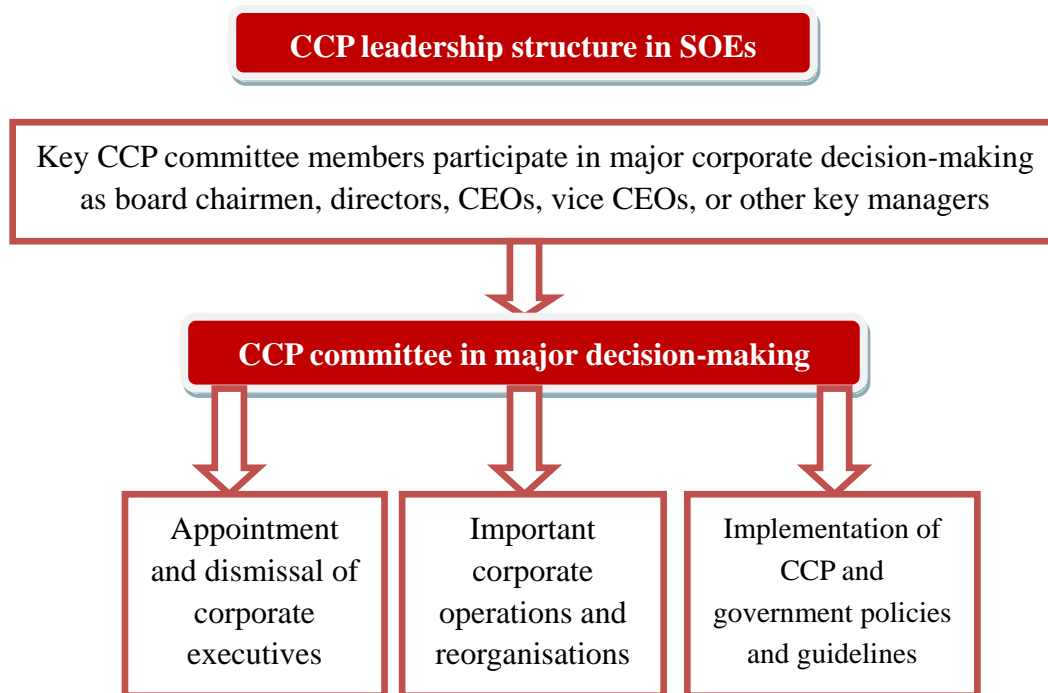 CCP leadership structure in SOEs
Key CCP committee members participate in major corporate decision-making
as board chairmen, directors, CEOs, vice CEOs, or other key managers
CCP committee in major decision-making
Appointment
and dismissal of
corporate
executives
Important
corporate
operations and
reorganisations
Implementation of
CCP and
government policies
and guidelines